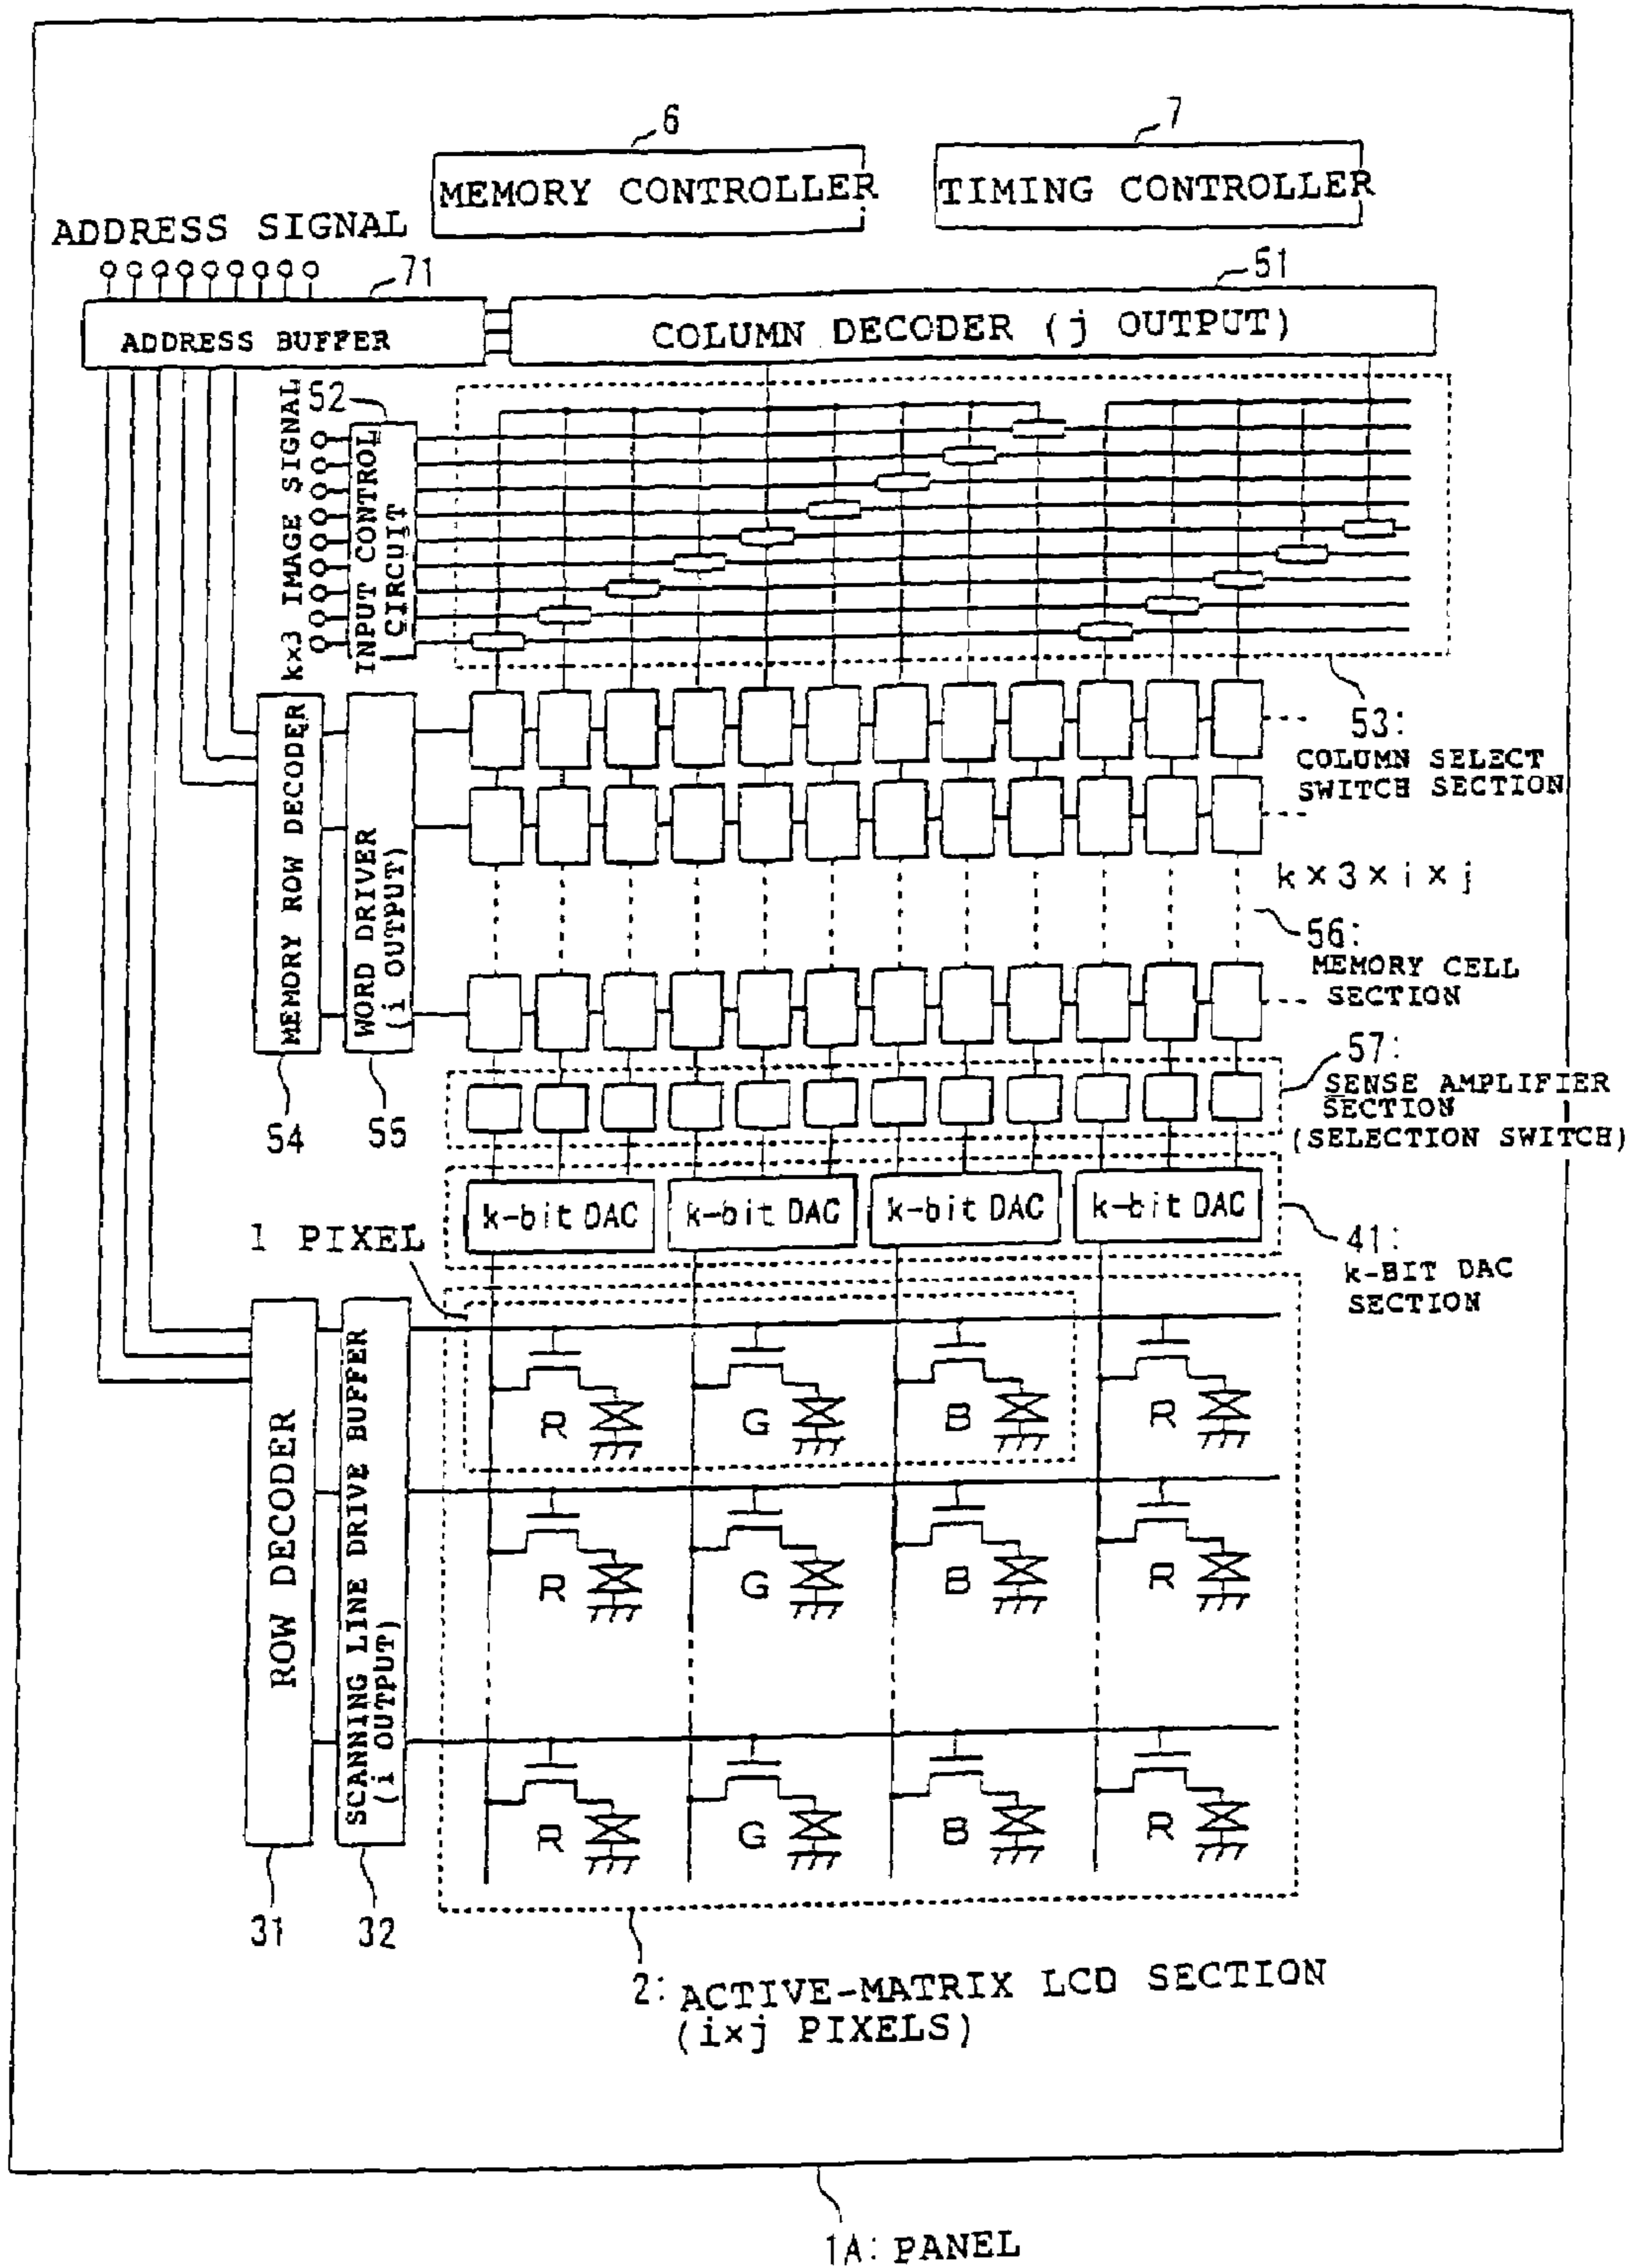 6
7
MEMORY CONTROLLER
TIMING CONTROLLER
ADDRESS SIGNAL
71
51
ADDRESS BUFFER
COLUMN DECODER (j OUTPUT)
k×3 IMAGE SIGNAL
52
INPUT CONTROL
CIRCUIT
53:
COLUMN SELECT
SWITCH SECTION
MEMORY ROW DECODER
WORD DRIVER
(i OUTPUT)
k×3×i×j
56:
MEMORY CELL
SECTION
54
55
57:
SENSE AMPLIFIER
SECTION
(SELECTION SWITCH)
k-bit DAC
k-bit DAC
k-bit DAC
k-bit DAC
1 PIXEL
41:
k-BIT DAC
SECTION
R
G
B
R
ROW DECODER
SCANNING LINE DRIVE BUFFER
(i OUTPUT)
R
G
B
R
R
G
B
R
31
32
2: ACTIVE-MATRIX LCD SECTION
(i×j PIXELS)
1A: PANEL